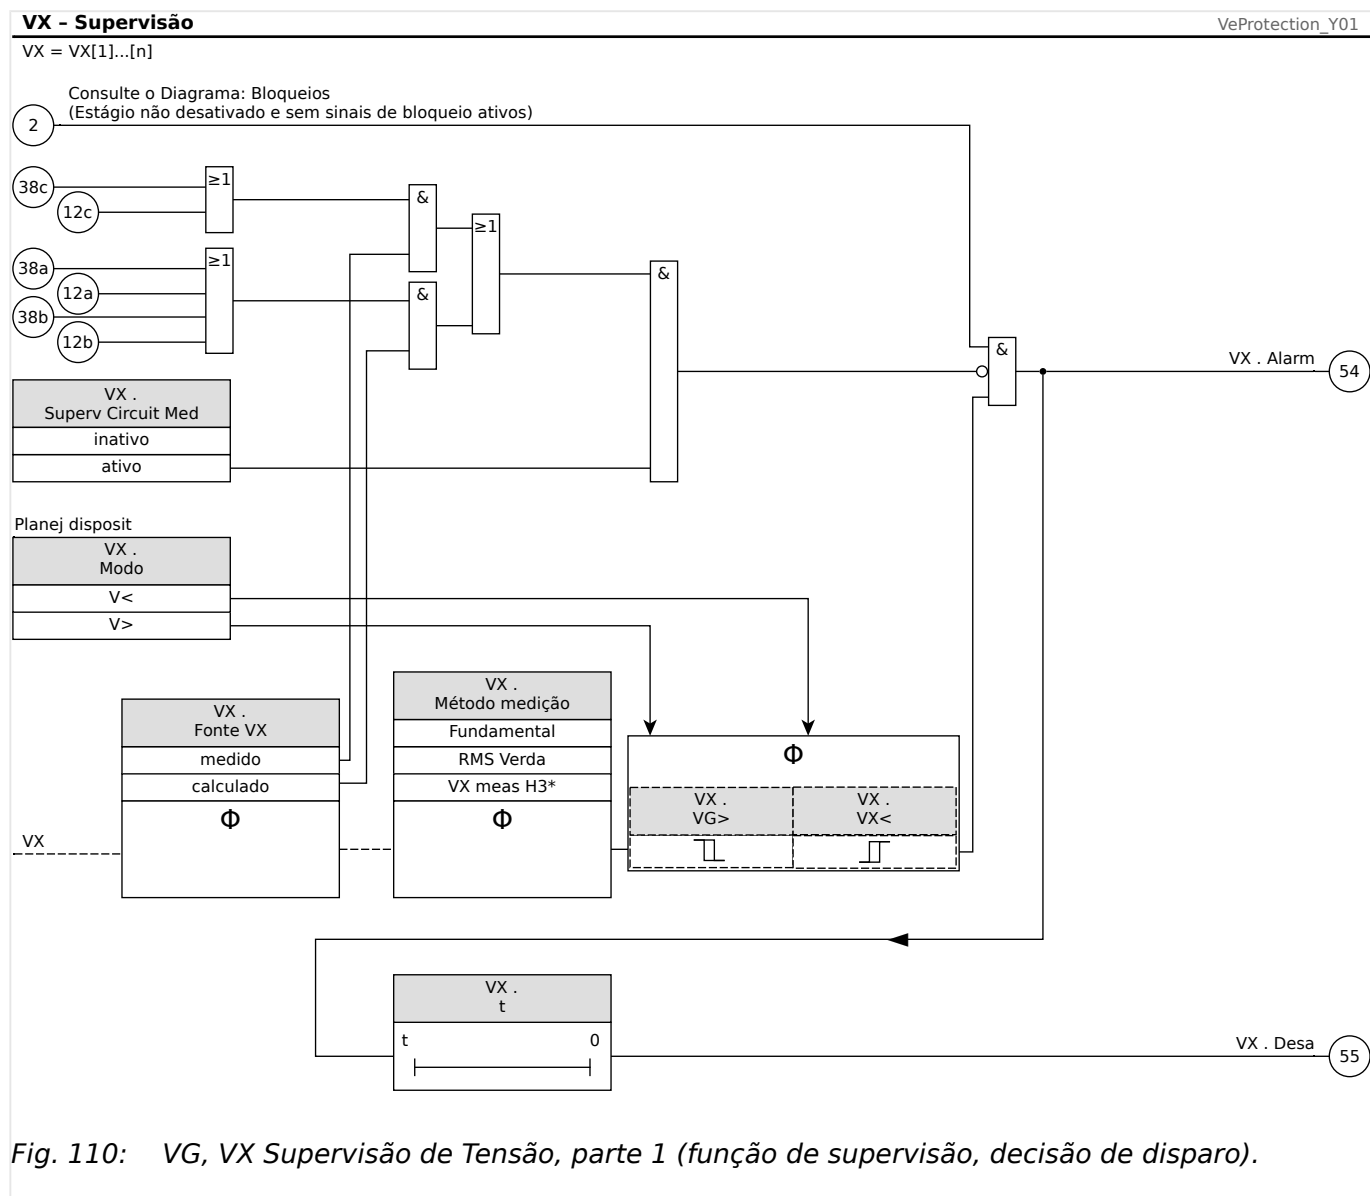 VX – Supervisão
VeProtection_Y01
VX = VX[1]...[n]
Consulte o Diagrama: Bloqueios
(Estágio não desativado e sem sinais de bloqueio ativos)
2
38c
≥1
&
12c
≥1
38a
≥1
&
12a
&
38b
12b
&
VX . Alarm
54
VX .
Superv Circuit Med
inativo
ativo
Planej disposit
VX .
Modo
V<
V>
VX .
Fonte VX
medido
calculado
Φ
VX
VX .
Método medição
Fundamental
RMS Verda
VX meas H3*
Φ
Φ
VX .
VG>
VX .
VX<
VX .
t
t
0
VX . Desa
55
Fig. 110: VG, VX Supervisão de Tensão, parte 1 (função de supervisão, decisão de disparo).